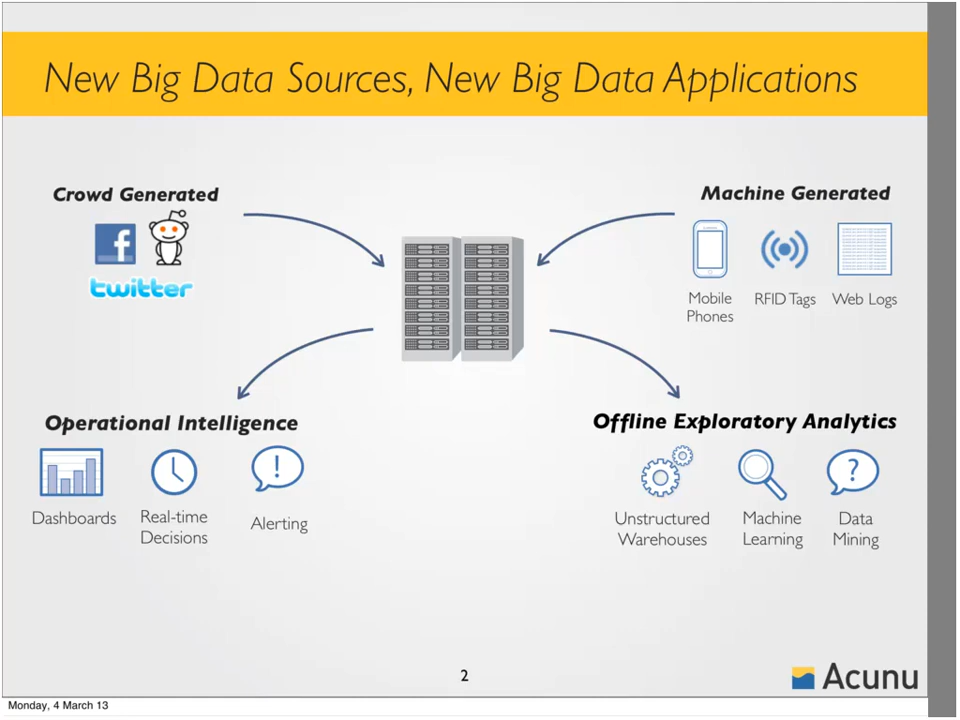 New Big Data Sources, New Big Data Applications
Crowd Generated
f
twitter
Machine Generated
Mobile
Phones
RFID Tags
Web Logs
Operational Intelligence
!
Dashboards
Real-time
Decisions
Alerting
Offline Exploratory Analytics
?
Unstructured
Warehouses
Machine
Learning
Data
Mining
2
Acunu
Monday, 4 March 13